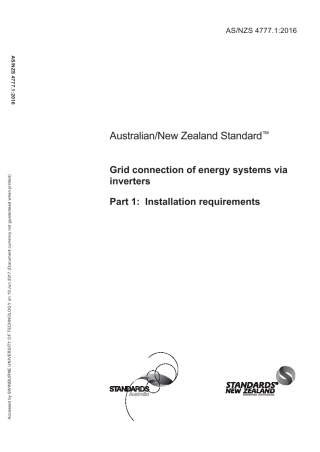 AS/NZS 4777.1:2016
AS/NZS 4777.1:2016
Australian/New Zealand Standard™
Grid connection of energy systems via
inverters
Part 1: Installation requirements
Accessed by SWINBURNE UNIVERSITY OF TECHNOLOGY on 19 Jun 2017 (Document currency not guaranteed when printed)
STANDARDS
Australia
STANDARDS
NEW ZEALAND